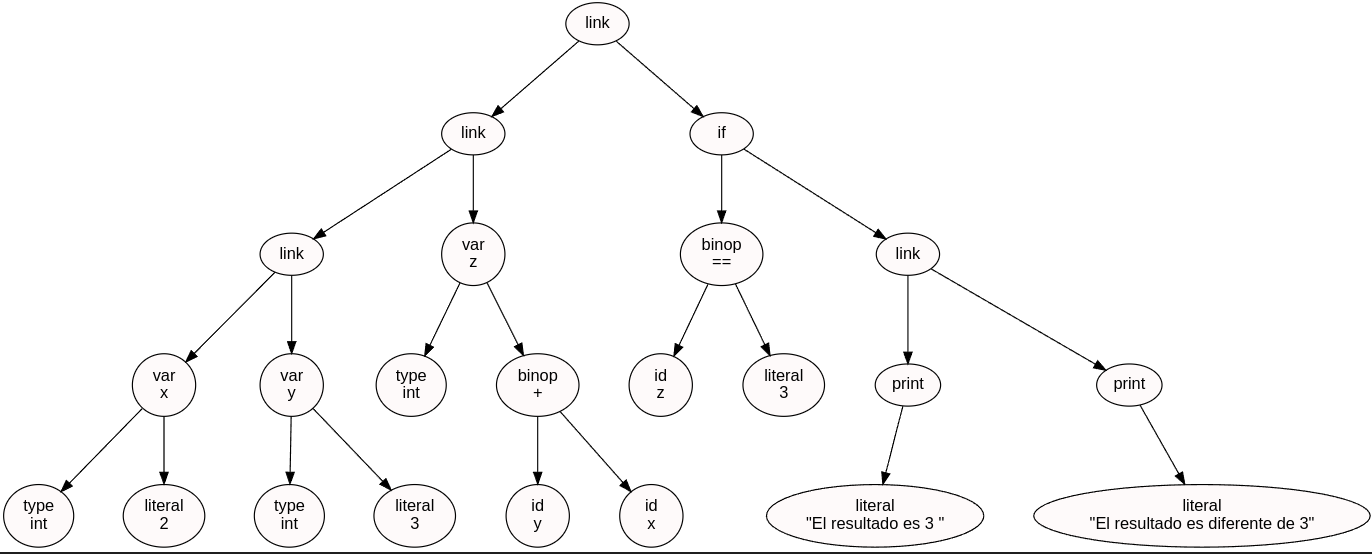 link
link
if
link
var
z
binop
==
link
var
x
var
y
type
int
binop
+
id
z
literal
3
print
print
type
int
literal
2
type
int
literal
3
id
y
id
x
literal
"El resultado es 3 "
literal
"El resultado es diferente de 3"